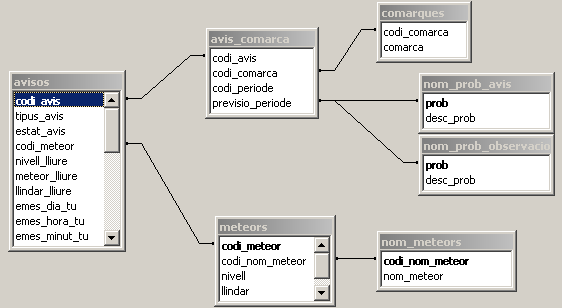 avisos
codi_avis
tipus_avis
estat_avis
codi_meteor
nivell_lliure
meteor_lliure
llindar_lliure
emes_dia_tu
emes_hora_tu
emes_minut_tu
avis_comarca
codi_avis
codi_comarca
codi_periode
previsio_periode
comarques
codi_comarca
comarca
nom_prob_avis
prob
desc_prob
nom_prob_observacio
prob
desc_prob
meteors
codi_meteor
codi_nom_meteor
nivell
llindar
nom_meteors
codi_nom_meteor
nom_meteor